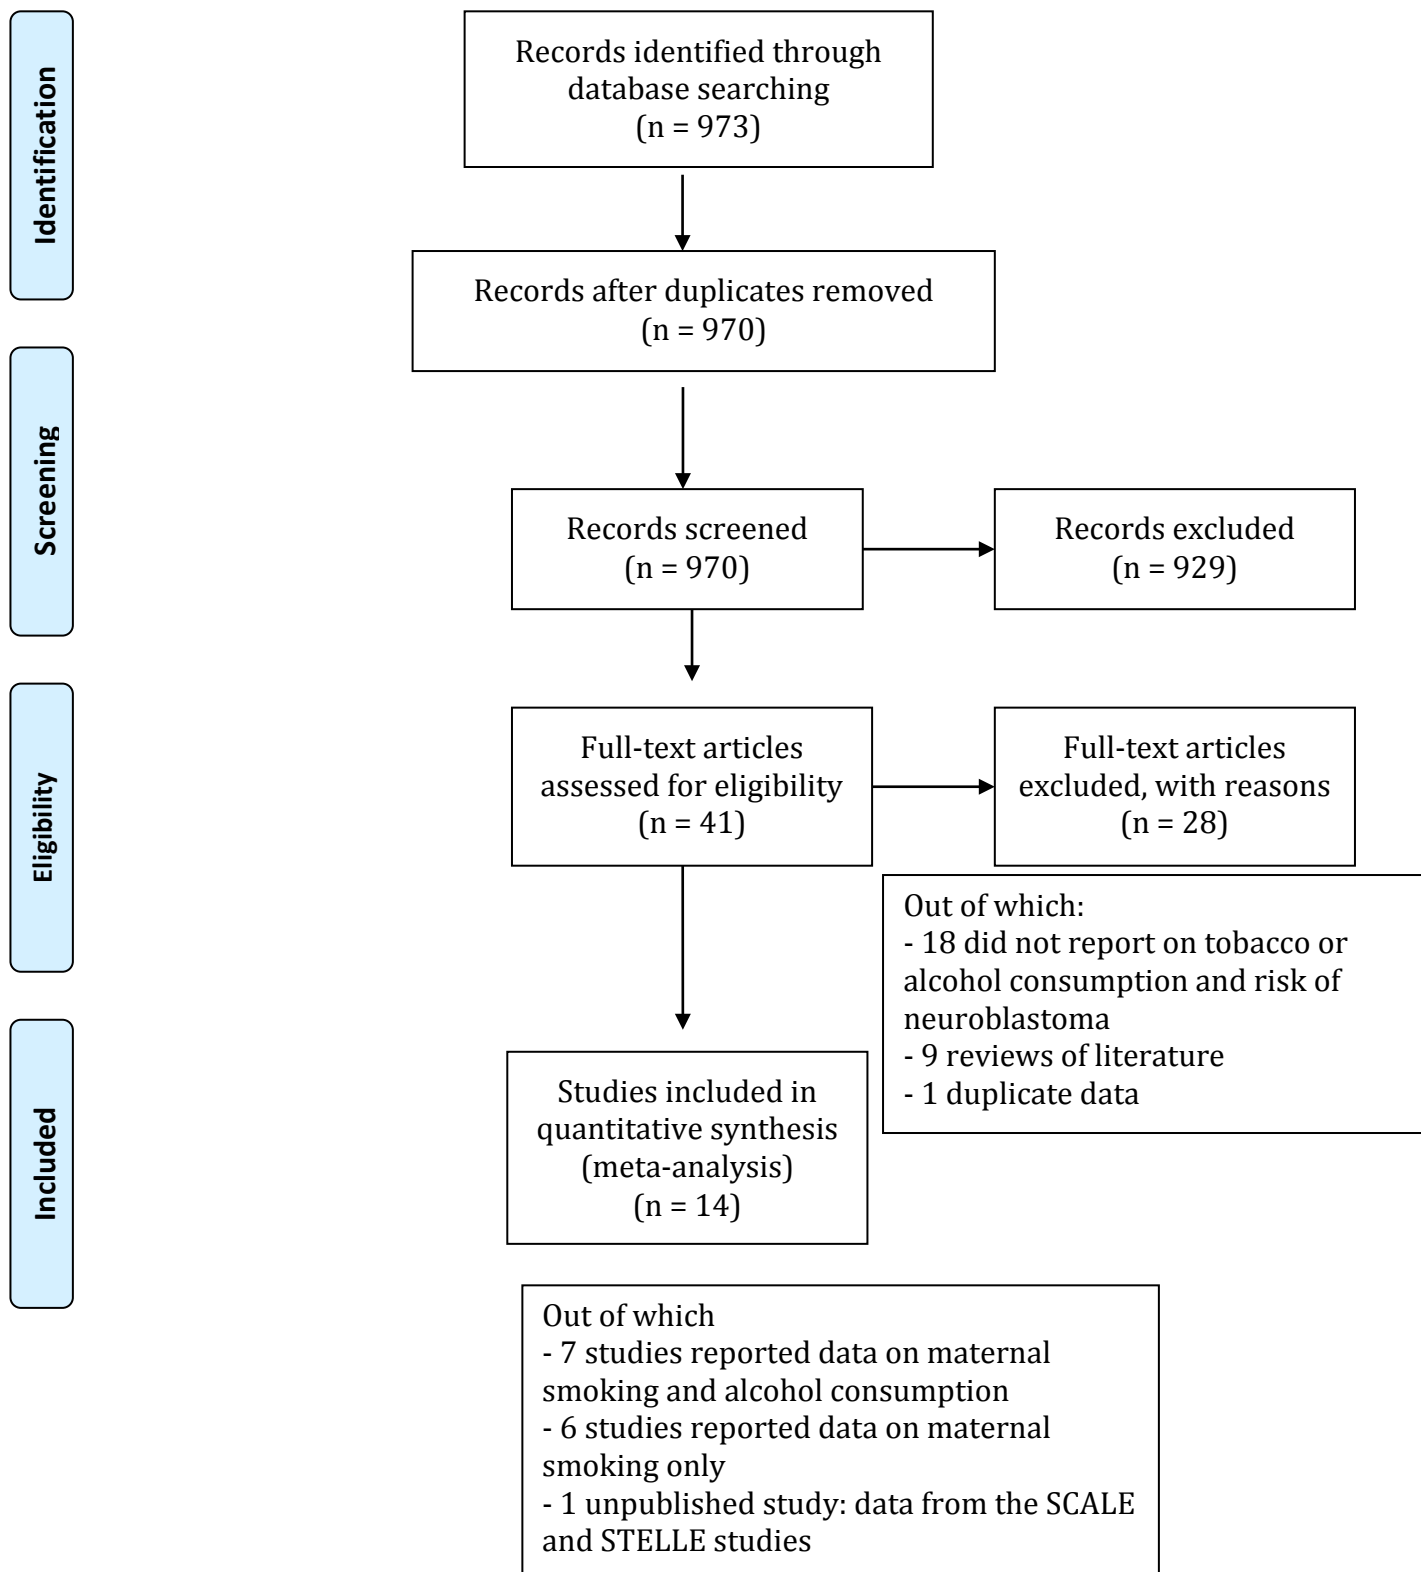 Identification
Records identified through
database searching
(n = 973)
Records after duplicates removed
(n = 970)
Screening
Records screened
(n = 970)
Records excluded
(n = 929)
Eligibility
Full-text articles
assessed for eligibility
(n = 41)
Full-text articles
excluded, with reasons
(n = 28)
Out of which:
- 18 did not report on tobacco or
alcohol consumption and risk of
neuroblastoma
- 9 reviews of literature
- 1 duplicate data
Included
Studies included in
quantitative synthesis
(meta-analysis)
(n = 14)
Out of which
- 7 studies reported data on maternal
smoking and alcohol consumption
- 6 studies reported data on maternal
smoking only
- 1 unpublished study: data from the SCALE
and STELLE studies